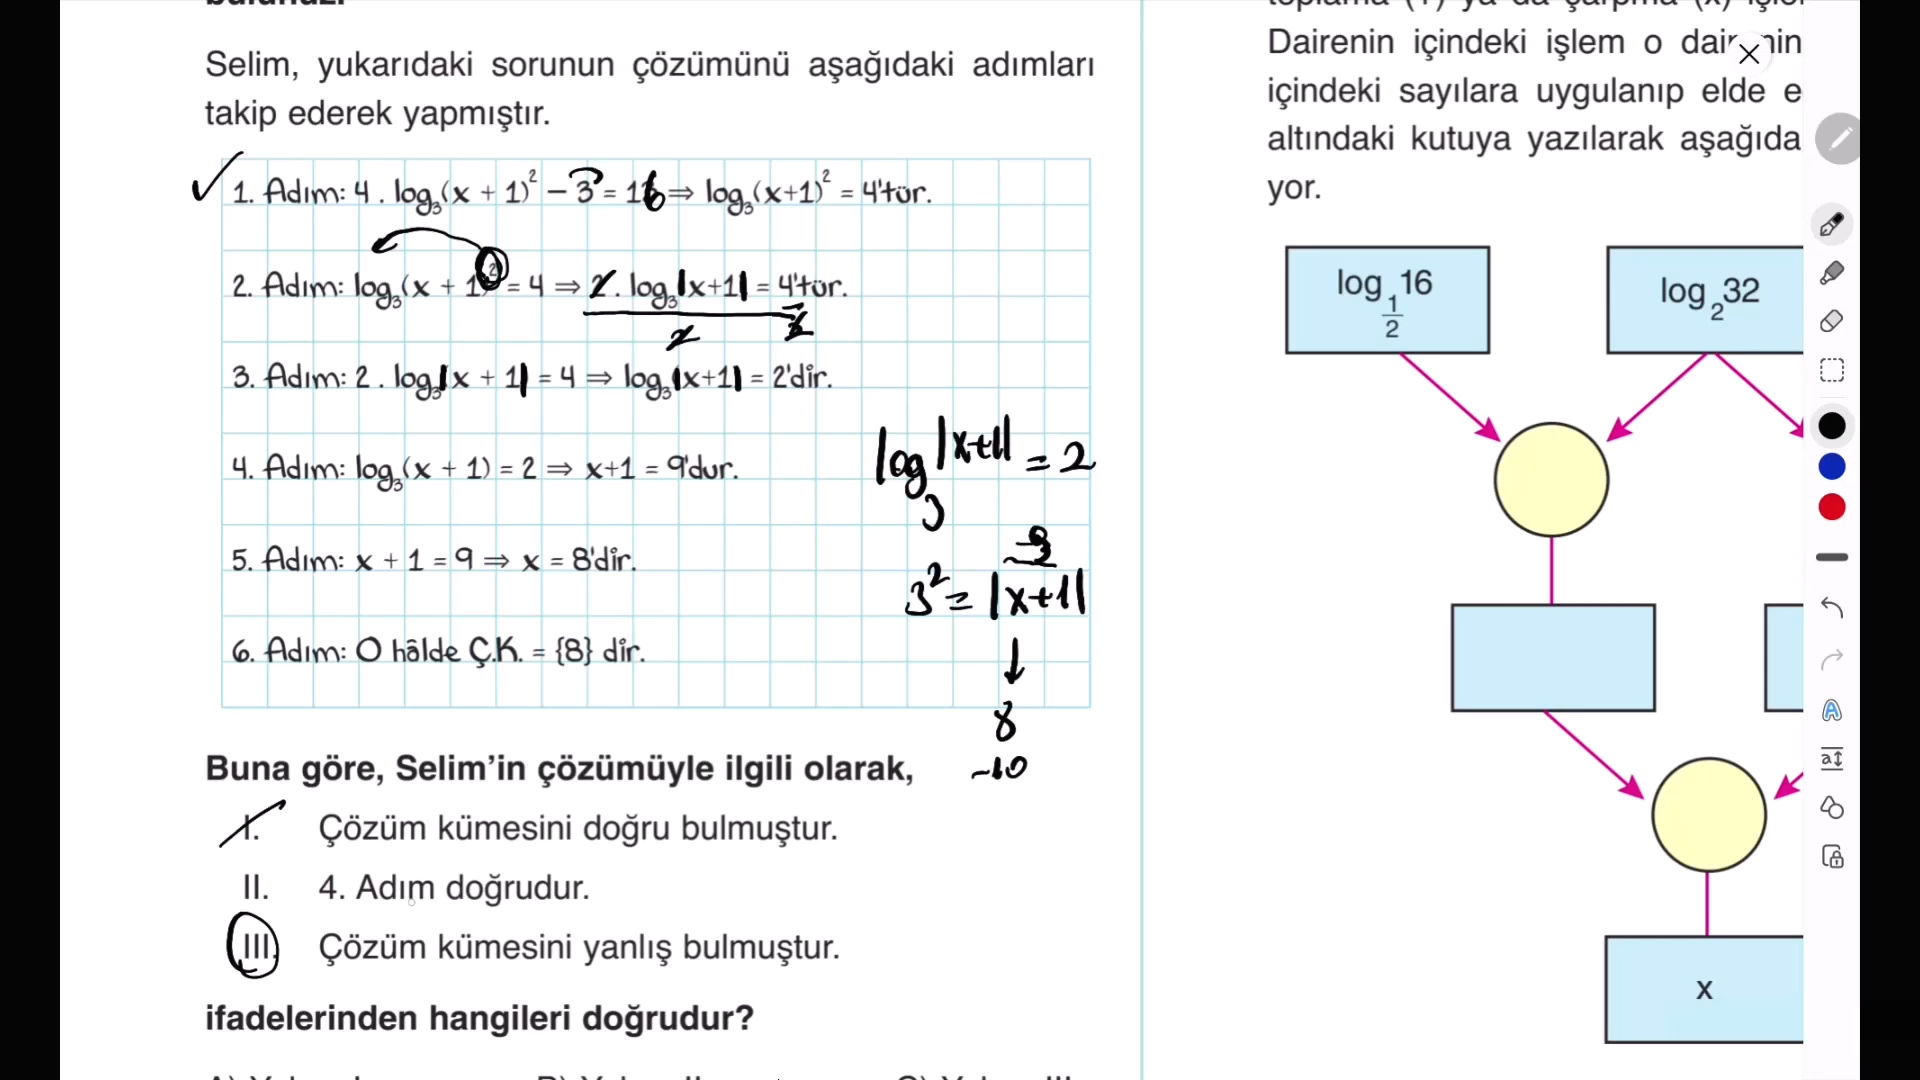 Selim, yukarıdaki sorunun çözümünü aşağıdaki adımları
takip ederek yapmıştır.
1. Adım: 4 . log₃(x + 1)² − 3 = 16 ⇒ log₃(x+1)² = 4'tür.
2. Adım: log₃(x + 1)² = 4 ⇒ 2 . log₃|x+1| = 4'tür.
2
3. Adım: 2 . log₃|x + 1| = 4 ⇒ log₃|x+1| = 2'dir.
4. Adım: log₃(x + 1) = 2 ⇒ x+1 = 9'dur.
5. Adım: x + 1 = 9 ⇒ x = 8'dir.
6. Adım: O hâlde Ç.K. = {8} dir.
log₃|x+1| = 2
3² = |x+1|
8
-10
Buna göre, Selim'in çözümüyle ilgili olarak,
I. Çözüm kümesini doğru bulmuştur.
II. 4. Adım doğrudur.
III. Çözüm kümesini yanlış bulmuştur.
ifadelerinden hangileri doğrudur?
Dairenin içindeki işlem o
içindeki sayılara uygulanıp elde e
altındaki kutuya yazılarak aşağıda
yor.
log₁/₂16
log₂32
x